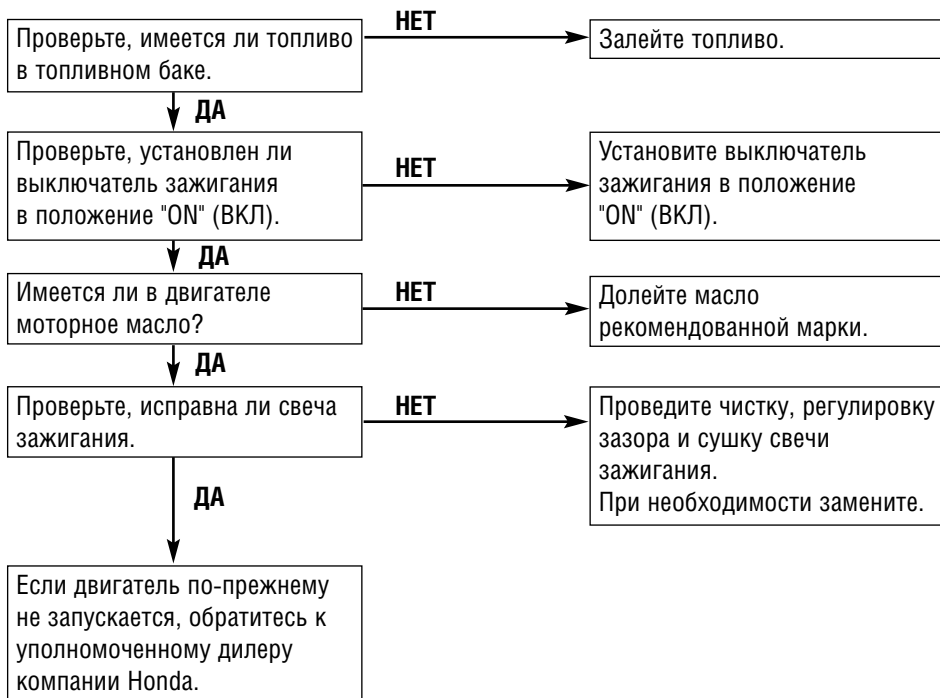 Проверьте, имеется ли топливо
в топливном баке.
НЕТ
Залейте топливо.
ДА
Проверьте, установлен ли
выключатель зажигания
в положение "ON" (ВКЛ).
НЕТ
Установите выключатель
зажигания в положение
"ON" (ВКЛ).
ДА
Имеется ли в двигателе
моторное масло?
НЕТ
Долейте масло
рекомендованной марки.
ДА
Проверьте, исправна ли свеча
зажигания.
НЕТ
Проведите чистку, регулировку
зазора и сушку свечи
зажигания.
При необходимости замените.
ДА
Если двигатель по-прежнему
не запускается, обратитесь к
уполномоченному дилеру
компании Honda.